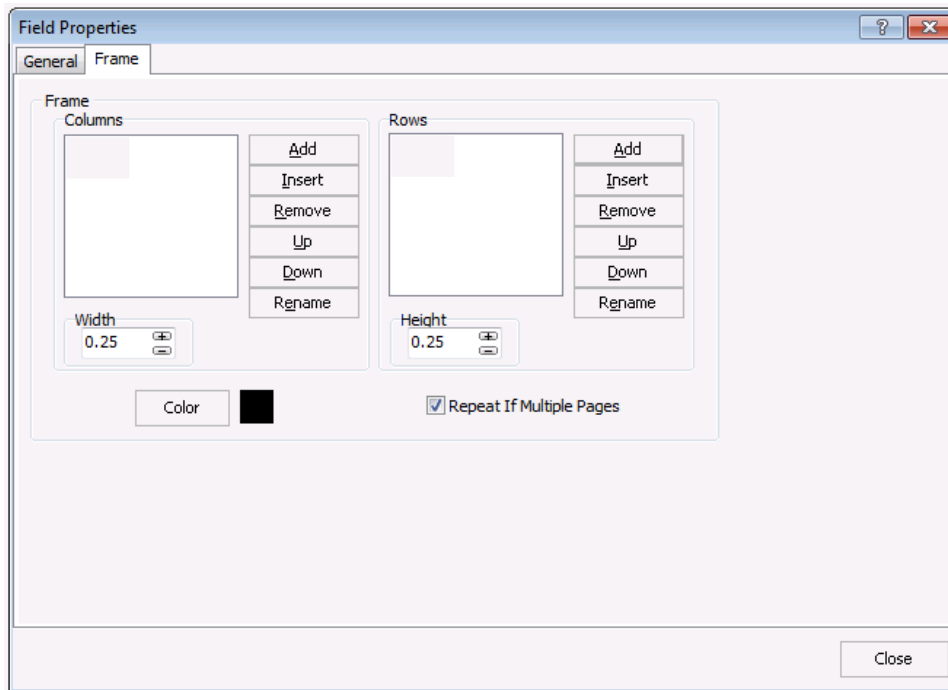 Field Properties
General Frame
Frame
Columns Rows
Add Add
Insert Insert
Remove Remove
Up Up
Down Down
Rename Rename
Width Height
0.25 0.25
Color Repeat If Multiple Pages
Close